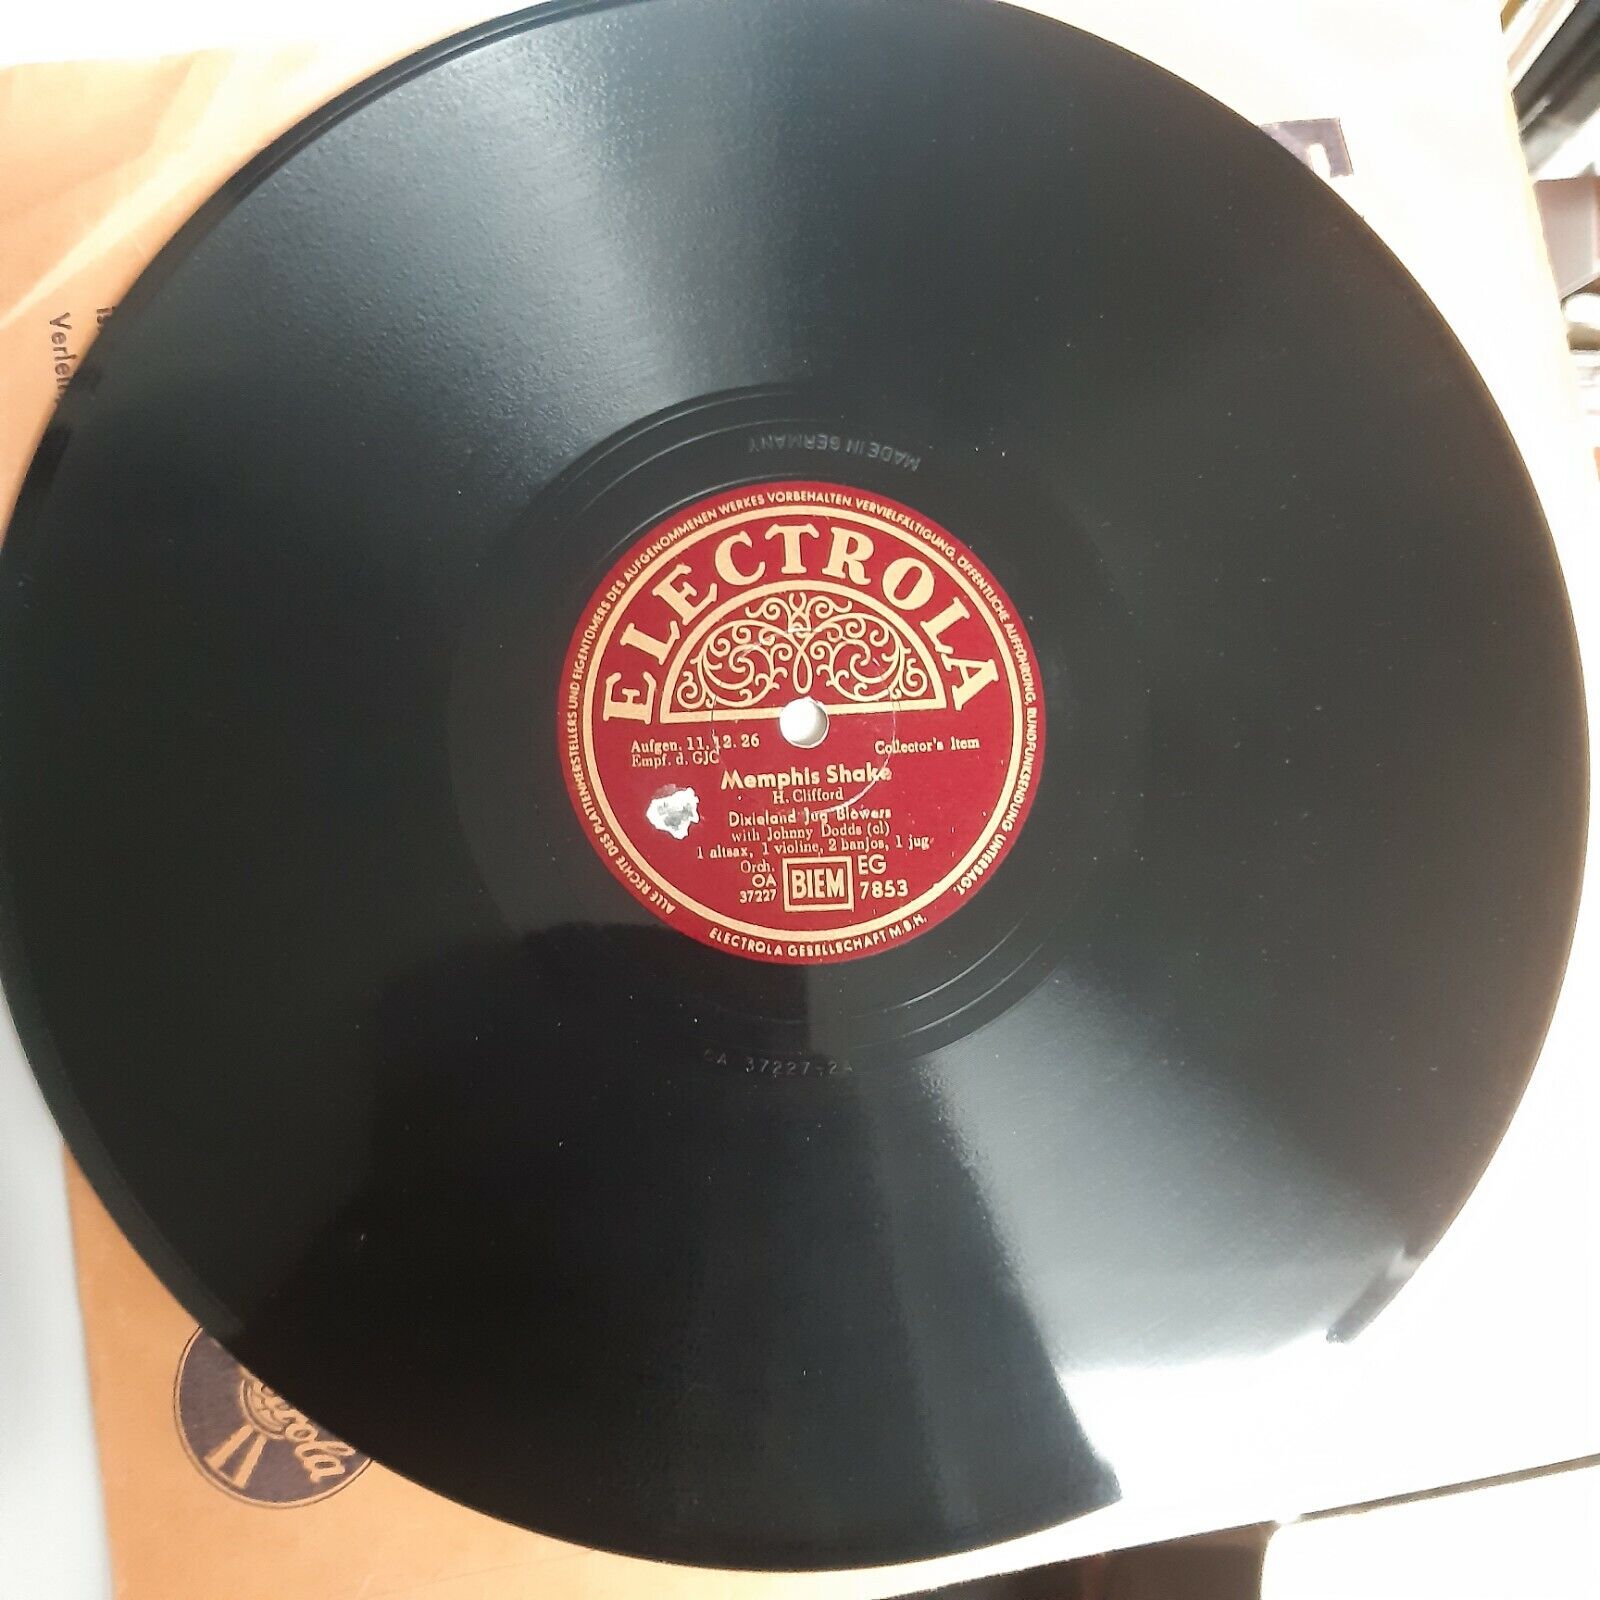 MADE IN GERMANY
ALLE RECHTE DES PLATTENHERSTELLERS UND EIGENTÜMERS DES AUFGENOMMENEN WERKES VORBEHALTEN. VERVIELFÄLTIGUNG, ÖFFENTLICHE AUFFÜHRUNG, RUNDFUNKSENDUNG UNTERSAGT.
ELECTROLA
Aufgen. 11.12.26 Collector's Item
Empf. d. GJC
Memphis Shake
H. Clifford
Dixieland Jug Blowers
with Johnny Dodds (cl)
1 altsax, 1 violine, 2 banjos, 1 jug
Orch.
OA
37227
BIEM
EG
7853
ELECTROLA GESELLSCHAFT M.B.H.
OA 37227-2A